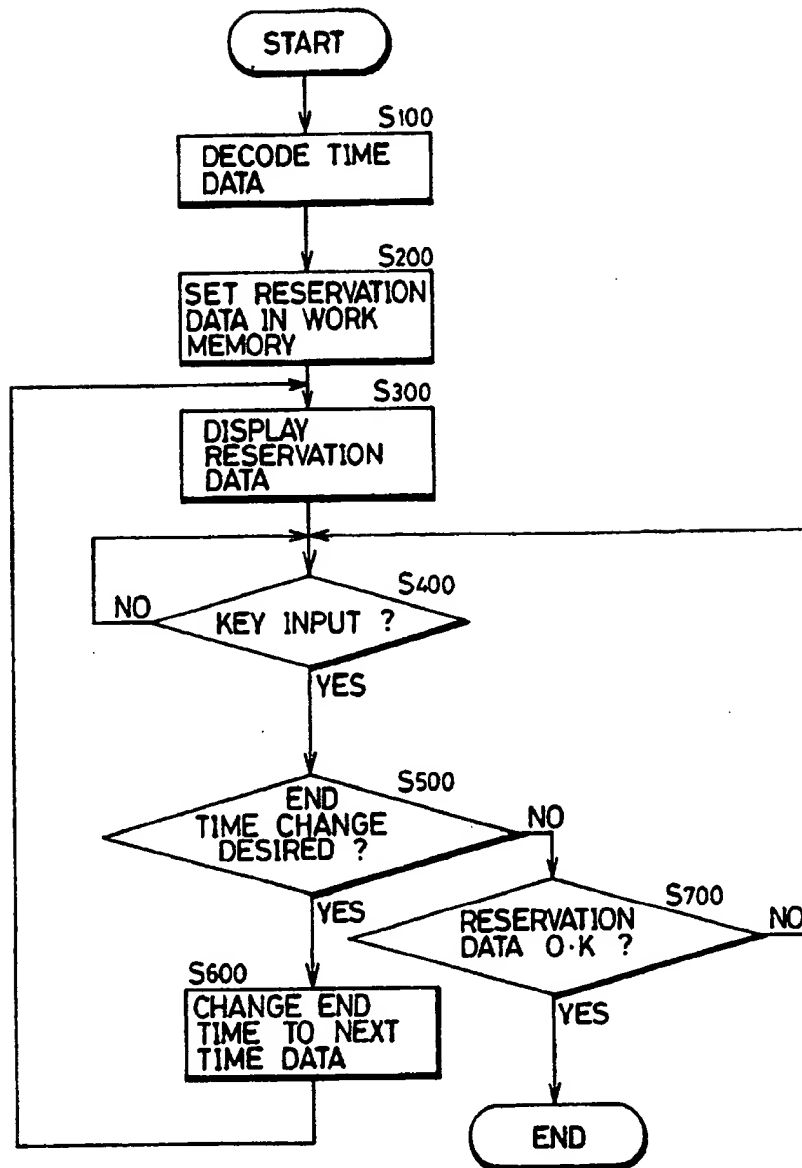 START
S100
DECODE TIME
DATA
S200
SET RESERVATION
DATA IN WORK
MEMORY
S300
DISPLAY
RESERVATION
DATA
S400
NO
KEY INPUT ?
YES
S500
END
TIME CHANGE
DESIRED ?
NO
YES
S700
RESERVATION
DATA O·K ?
NO
YES
S600
CHANGE END
TIME TO NEXT
TIME DATA
END